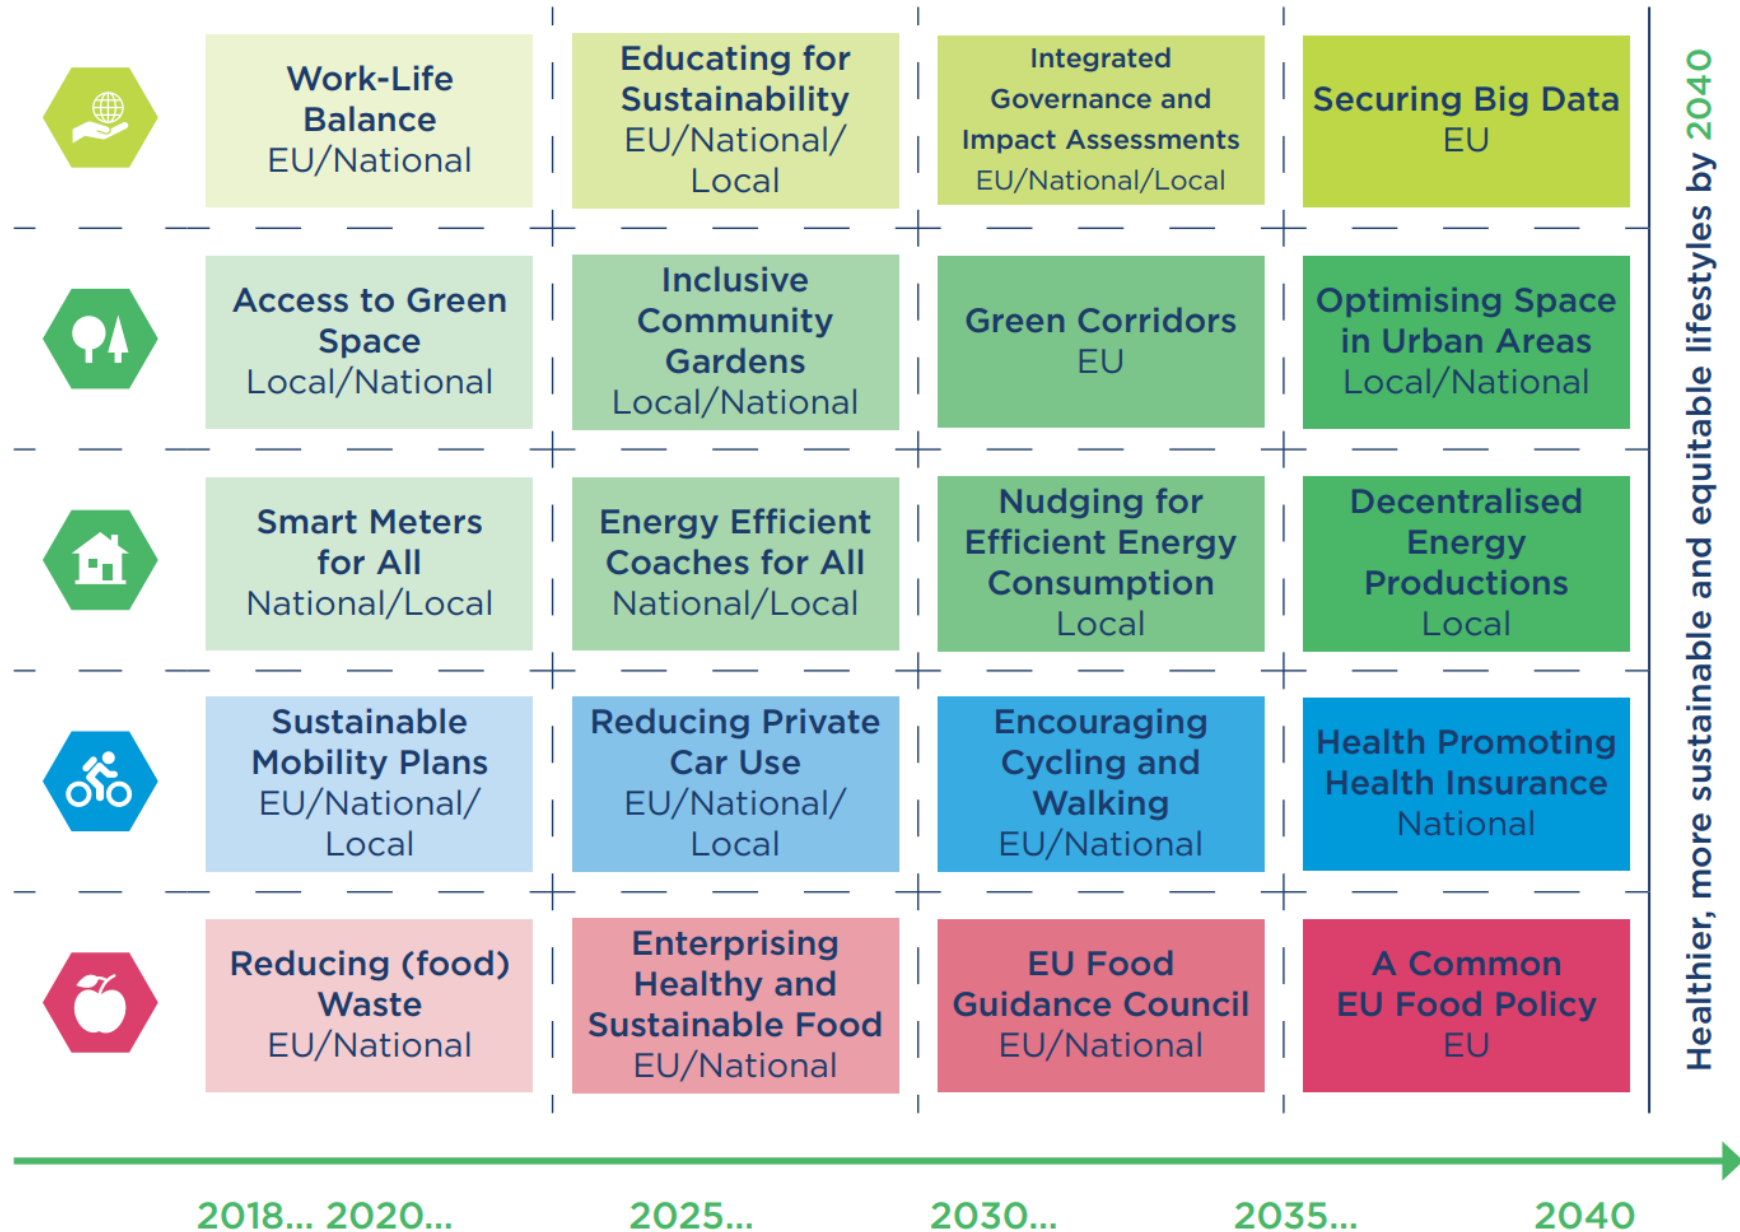 Work-Life
Balance
EU/National
Educating for
Sustainability
EU/National/
Local
Integrated
Governance and
Impact Assessments
EU/National/Local
Securing Big Data
EU
Access to Green
Space
Local/National
Inclusive
Community
Gardens
Local/National
Green Corridors
EU
Optimising Space
in Urban Areas
Local/National
Smart Meters
for All
National/Local
Energy Efficient
Coaches for All
National/Local
Nudging for
Efficient Energy
Consumption
Local
Decentralised
Energy
Productions
Local
Sustainable
Mobility Plans
EU/National/
Local
Reducing Private
Car Use
EU/National/
Local
Encouraging
Cycling and
Walking
EU/National
Health Promoting
Health Insurance
National
Reducing (food)
Waste
EU/National
Enterprising
Healthy and
Sustainable Food
EU/National
EU Food
Guidance Council
EU/National
A Common
EU Food Policy
EU
Healthier, more sustainable and equitable lifestyles by 2040
2018... 2020... 2025... 2030... 2035... 2040